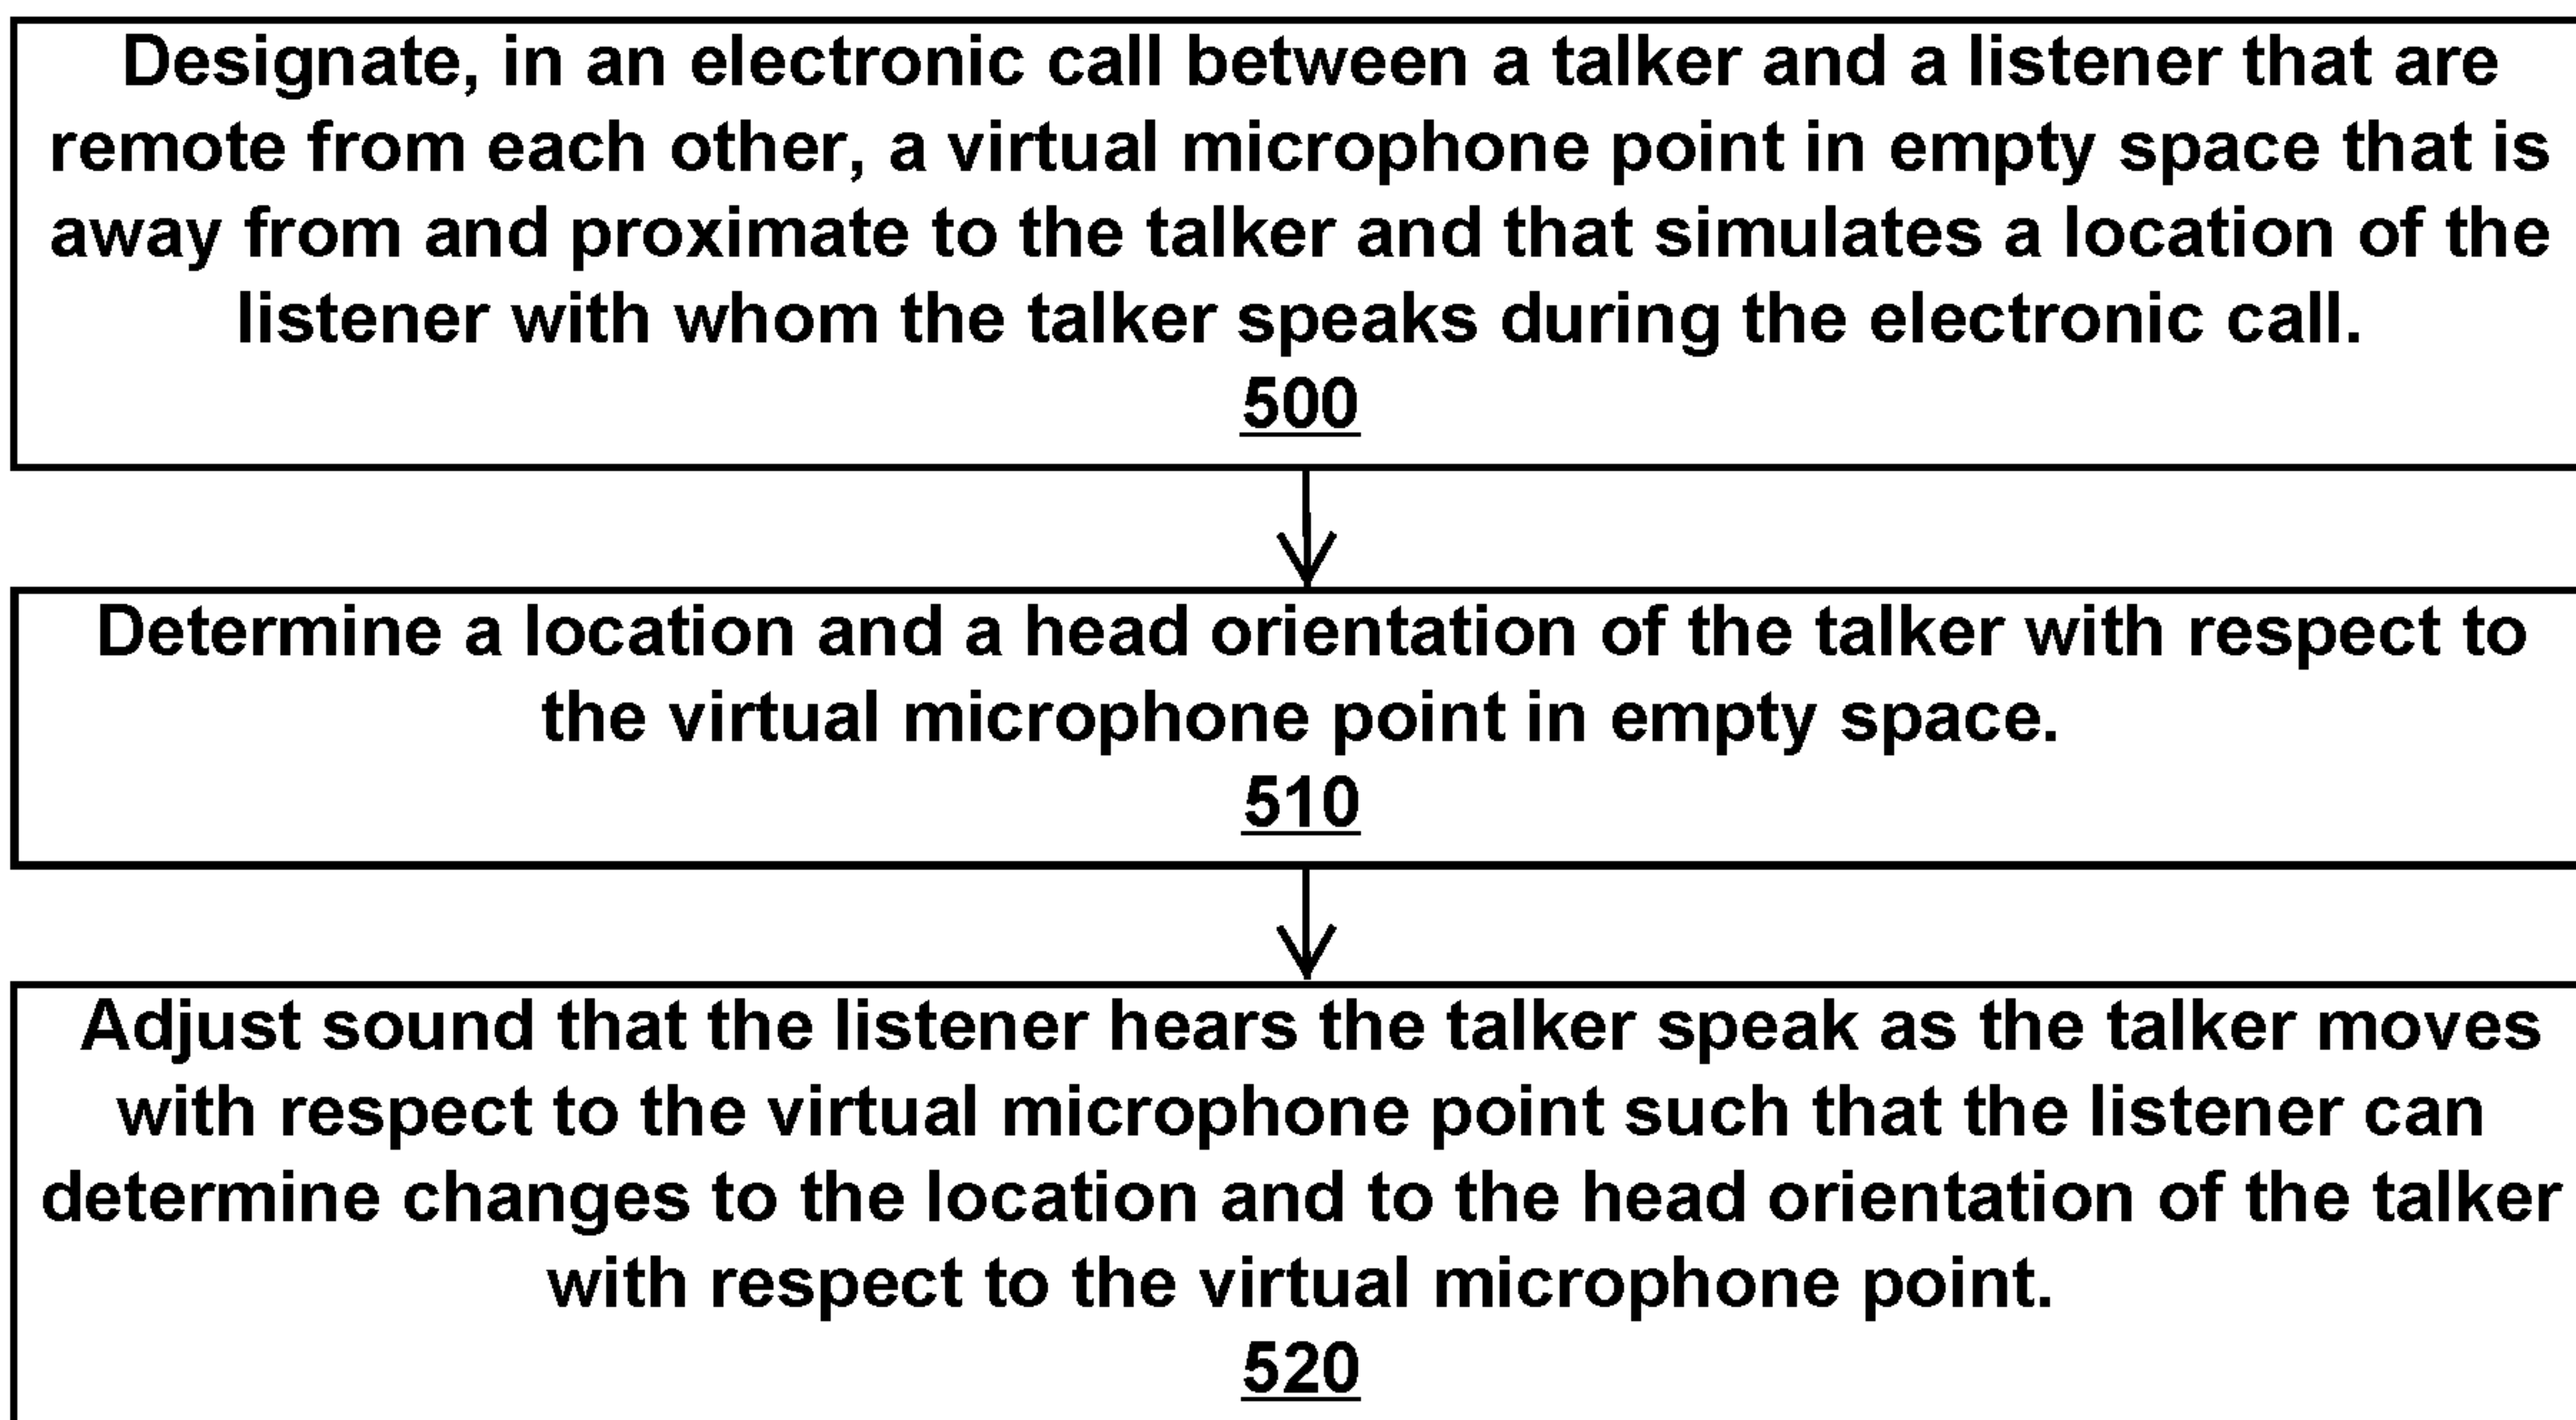 Designate, in an electronic call between a talker and a listener that are
remote from each other, a virtual microphone point in empty space that is
away from and proximate to the talker and that simulates a location of the
listener with whom the talker speaks during the electronic call.
500
Determine a location and a head orientation of the talker with respect to
the virtual microphone point in empty space.
510
Adjust sound that the listener hears the talker speak as the talker moves
with respect to the virtual microphone point such that the listener can
determine changes to the location and to the head orientation of the talker
with respect to the virtual microphone point.
520